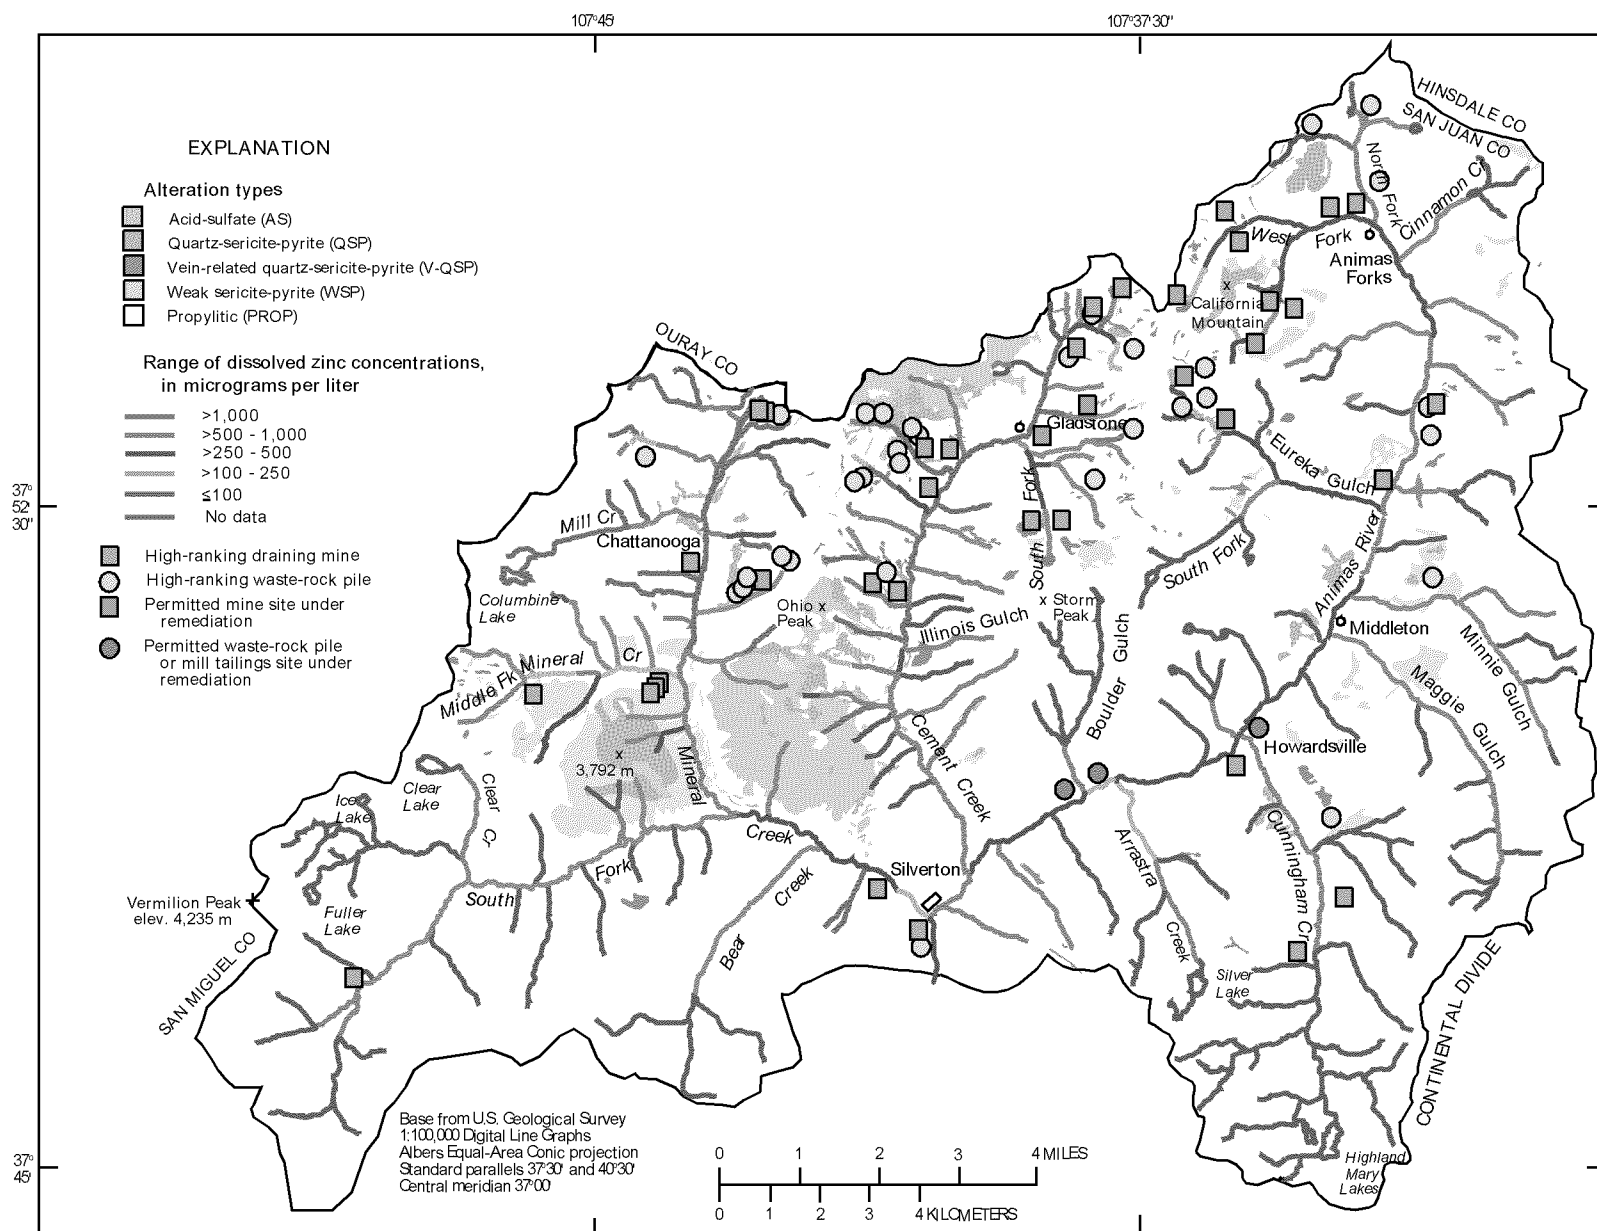 107°45'
107°37'30"
HINSDALE CO
SAN JUAN CO
EXPLANATION
Alteration types
Acid-sulfate (AS)
Quartz-sericite-pyrite (QSP)
Vein-related quartz-sericite-pyrite (V-QSP)
Weak sericite-pyrite (WSP)
Propylitic (PROP)
Range of dissolved zinc concentrations,
in micrograms per liter
>1,000
>500 - 1,000
>250 - 500
>100 - 250
≤100
No data
High-ranking draining mine
High-ranking waste-rock pile
Permitted mine site under
remediation
Permitted waste-rock pile
or mill tailings site under
remediation
North Fork
Cinnamon Cr
West Fork
Animas
Forks
x
California
Mountain
OURAY CO
Gladstone
Eureka Gulch
37°
52'
30"
Mill Cr
Chattanooga
South Fork
South Fork
Animas River
Columbine
Lake
Ohio x
Peak
x Storm
Peak
Illinois Gulch
Boulder Gulch
Middleton
Minnie Gulch
Maggie Gulch
Middle Fk Mineral Cr
x
3,792 m
Mineral
Creek
Cement Creek
Howardsville
Clear
Lake
Clear Cr
Ice
Lake
South Fork
Silverton
Bear Creek
Arrastra Creek
Cunningham Cr
Vermilion Peak
elev. 4,235 m
Fuller
Lake
SAN MIGUEL CO
Silver
Lake
CONTINENTAL DIVIDE
Highland
Mary
Lakes
37°
45'
Base from U.S. Geological Survey
1:100,000 Digital Line Graphs
Albers Equal-Area Conic projection
Standard parallels 37°30' and 40°30'
Central meridian 37°00'
0 1 2 3 4 MILES
0 1 2 3 4 KILOMETERS